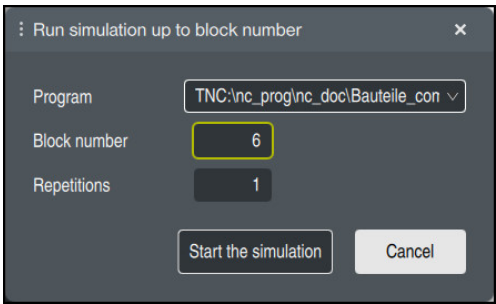 Run simulation up to block number
Program TNC:\nc_prog\nc_doc\Bauteile_con
Block number 6
Repetitions 1
Start the simulation Cancel